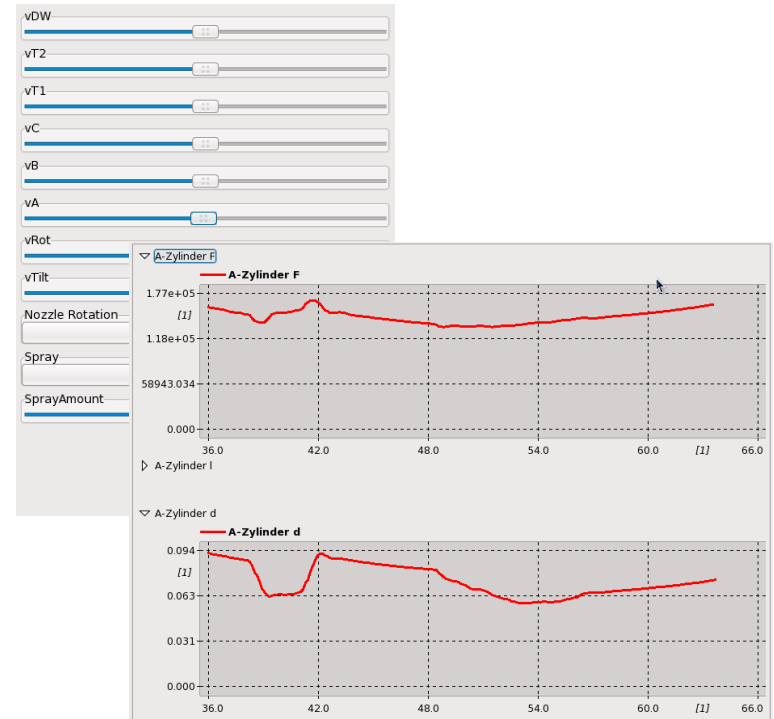 vDW
vT2
vT1
vC
vB
vA
vRot
vTilt
Nozzle Rotation
Spray
SprayAmount
A-Zylinder F
A-Zylinder F
1.77e+05
[1]
1.18e+05
58943.034
0.000
36.0 42.0 48.0 54.0 60.0 [1] 66.0
A-Zylinder l
A-Zylinder d
A-Zylinder d
0.094
[1]
0.063
0.031
0.000
36.0 42.0 48.0 54.0 60.0 [1] 66.0